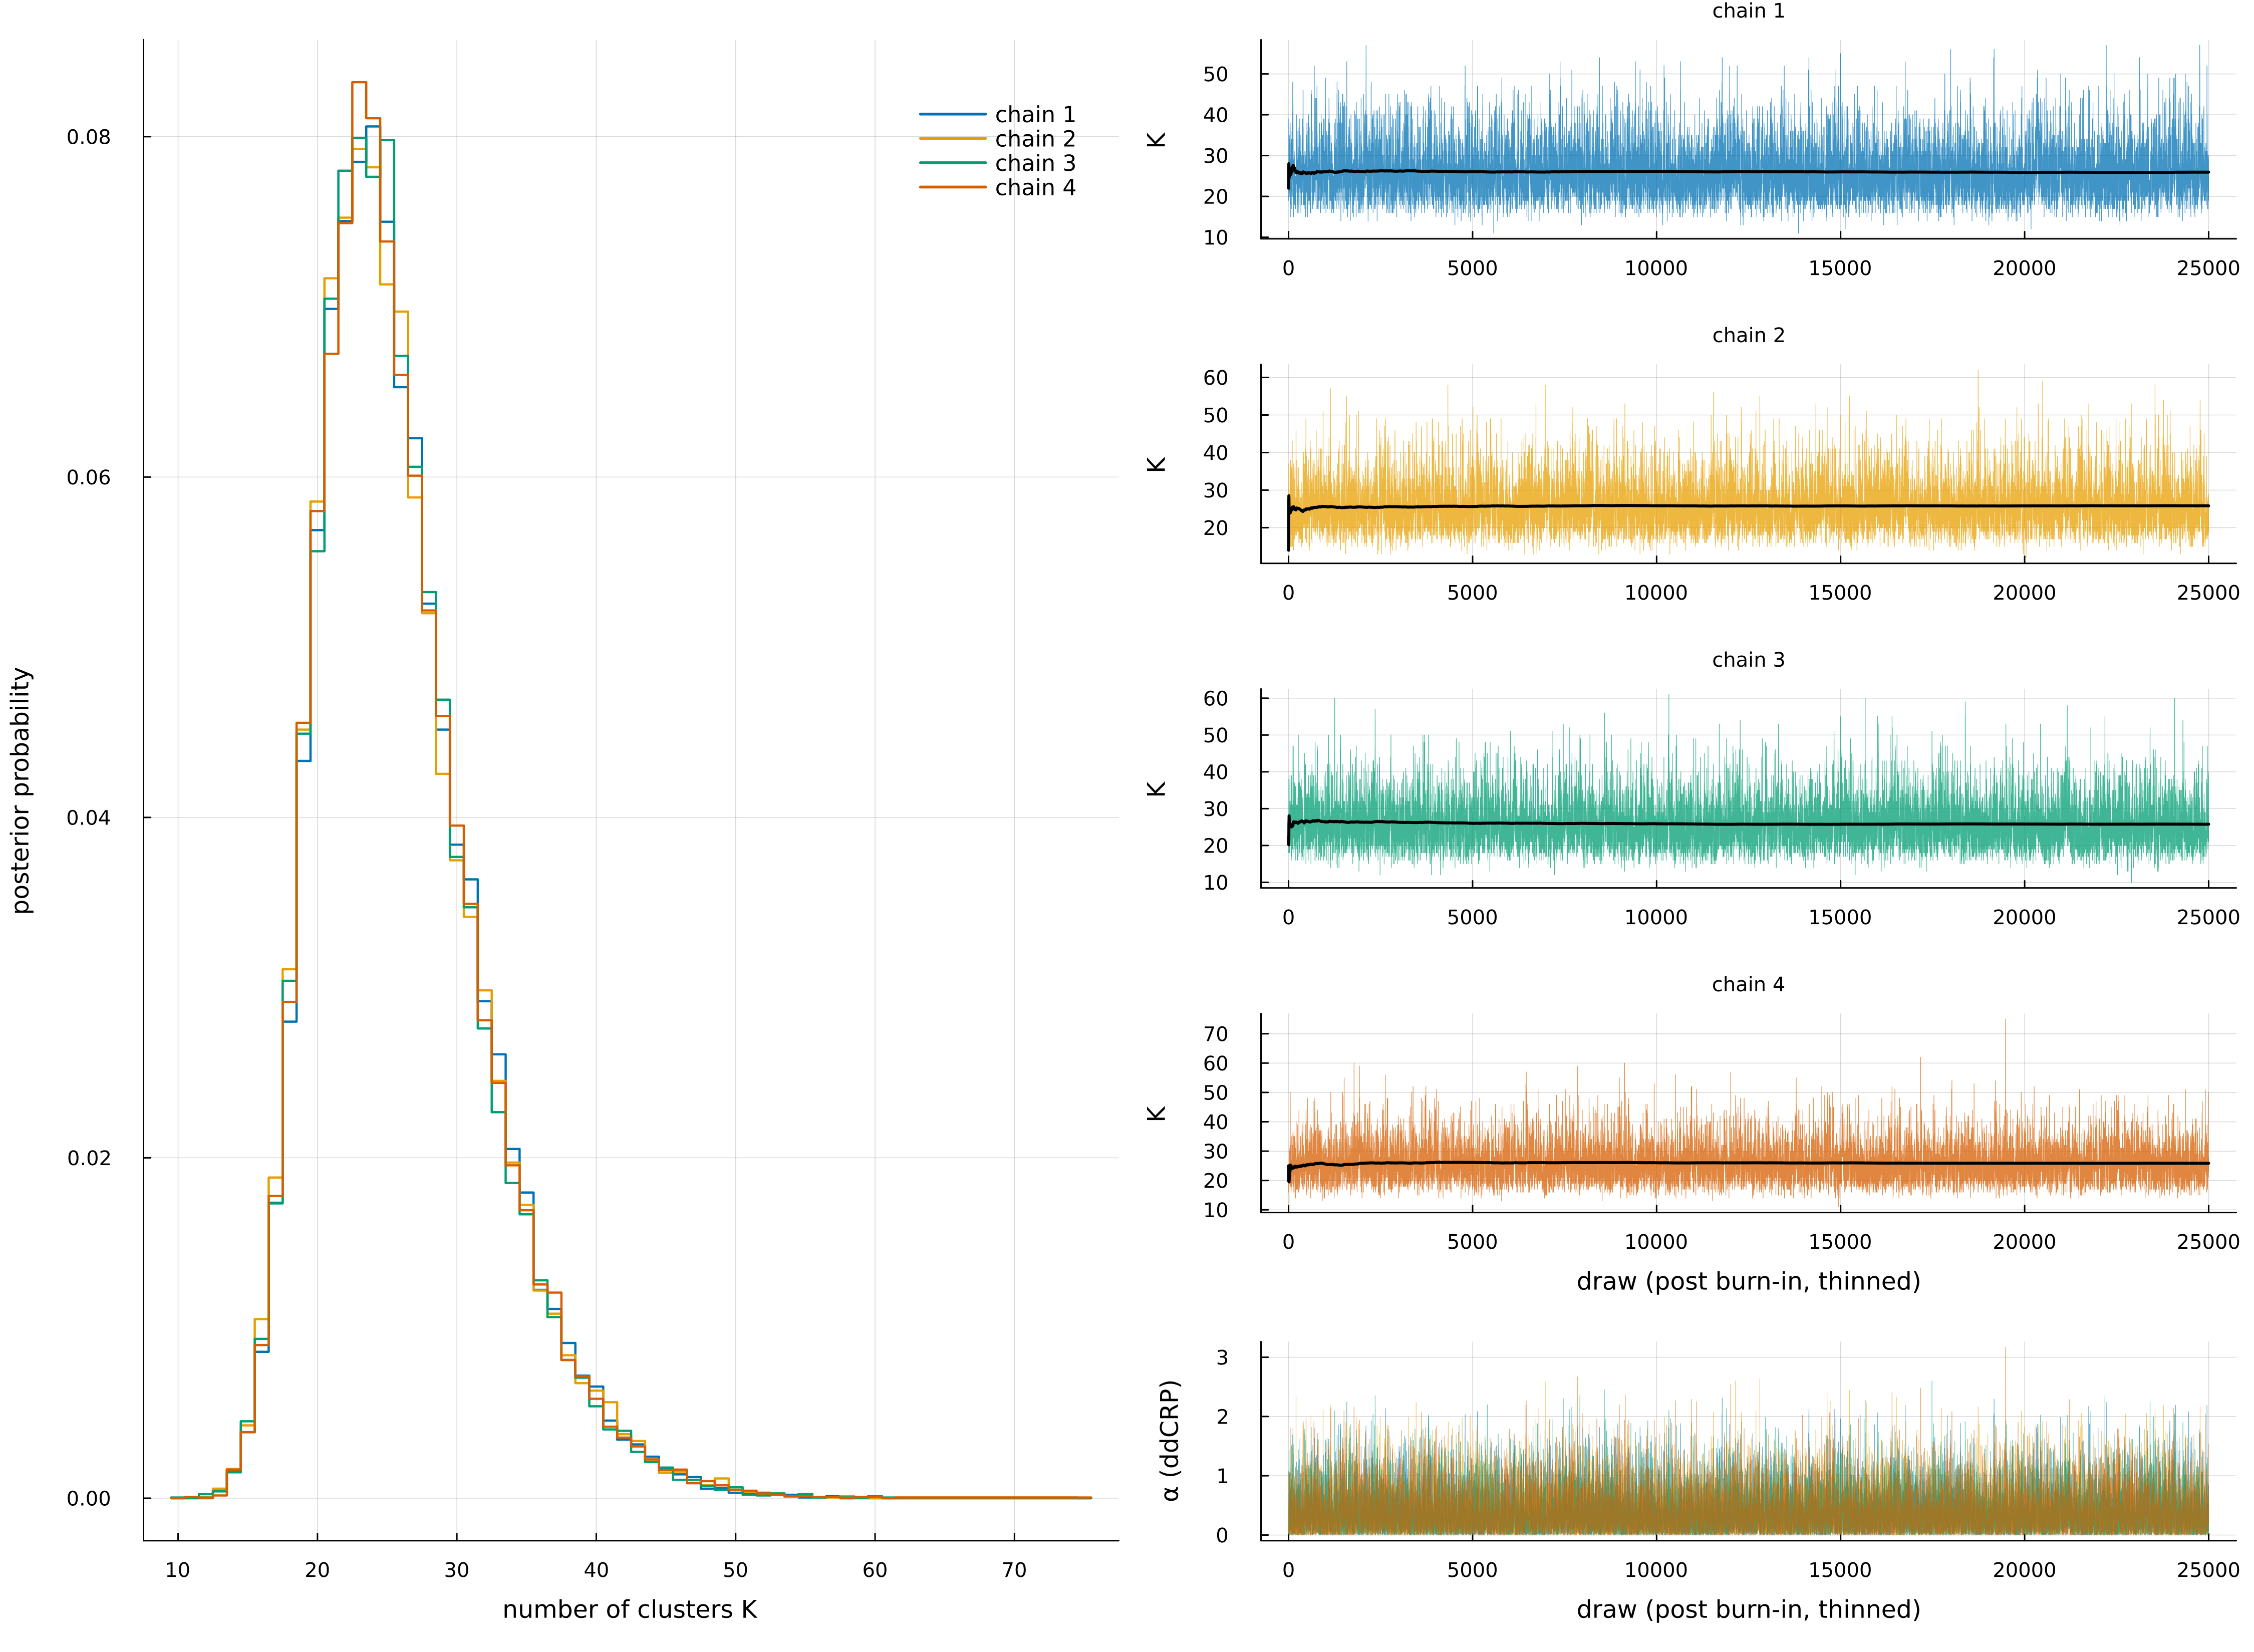 posterior probability
0.08
0.06
0.04
0.02
0.00
10 20 30 40 50 60 70
number of clusters K
chain 1
chain 2
chain 3
chain 4
chain 1
K
50
40
30
20
10
0 5000 10000 15000 20000 25000
chain 2
K
60
50
40
30
20
0 5000 10000 15000 20000 25000
chain 3
K
60
50
40
30
20
10
0 5000 10000 15000 20000 25000
chain 4
K
70
60
50
40
30
20
10
0 5000 10000 15000 20000 25000
draw (post burn-in, thinned)
α (ddCRP)
3
2
1
0
0 5000 10000 15000 20000 25000
draw (post burn-in, thinned)